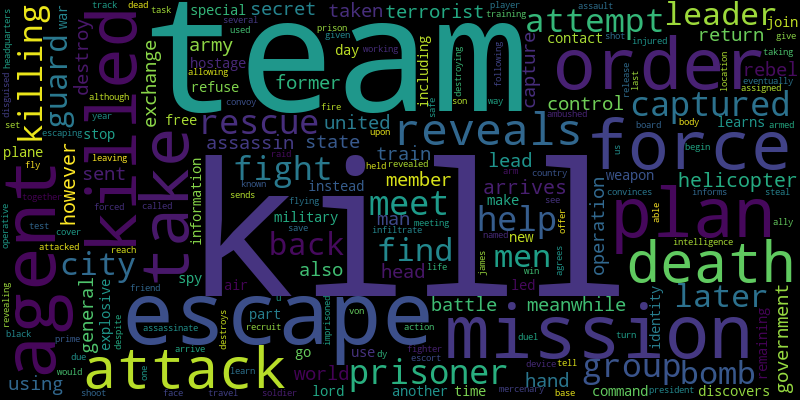 kill
team
mission
escape
order
force
plan
death
attack
agent
killed
take
killing
guard
group
prisoner
captured
attempt
leader
reveals
rescue
fight
meet
find
help
back
men
city
bomb
later
track
dead
task
special
secret
taken
terrorist
several
used
prison
given
player
training
assault
shot
injured
join
give
headquarters
disguised
war
army
hostage
refuse
day
working
allowing
contact
return
taking
destroy
exchange
former
including
destroying
following
capture
control
rebel
eventually
although
year
convoy
fire
son
way
safe
release
last
location
assigned
set
escaping
stop
free
assassin
united
state
upon
ambushed
learns
armed
plane
leaving
train
raid
held
revealed
arm
country
us
board
body
begin
fly
however
sent
information
known
instead
lead
member
arrives
weapon
helicopter
together
forced
called
sends
flying
see
convinces
informs
steal
operative
test
cover
military
man
make
new
offer
named
able
ally
attacked
reach
spy
save
infiltrate
meeting
operation
intelligence
also
head
life
james
win
agrees
revealing
general
explosive
friend
air
led
battle
meanwhile
identity
government
remaining
black
prime
despite
assassinate
destroys
recruit
part
imprisoned
von
action
duel
turn
due
arrive
go
use
dy
fighter
escort
device
tell
would
one
learn
world
mercenary
base
hand
using
shoot
face
travel
soldier
lord
another
time
command
president
discovers